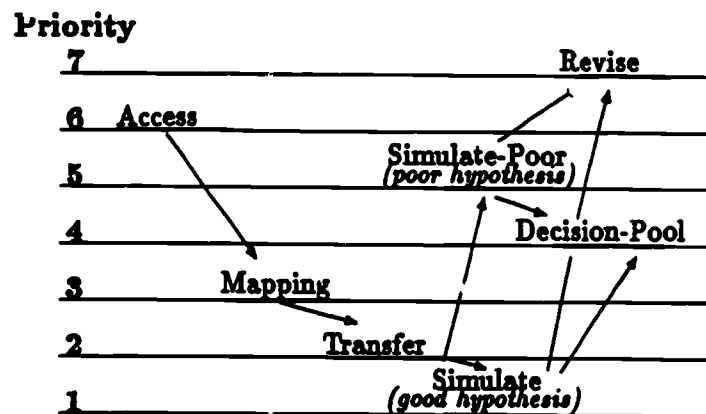 Priority
7 Revise
6 Access
Simulate-Poor
5 (poor hypothesis)
4 Decision-Pool
3 Mapping
2 Transfer
Simulate
1 (good hypothesis)